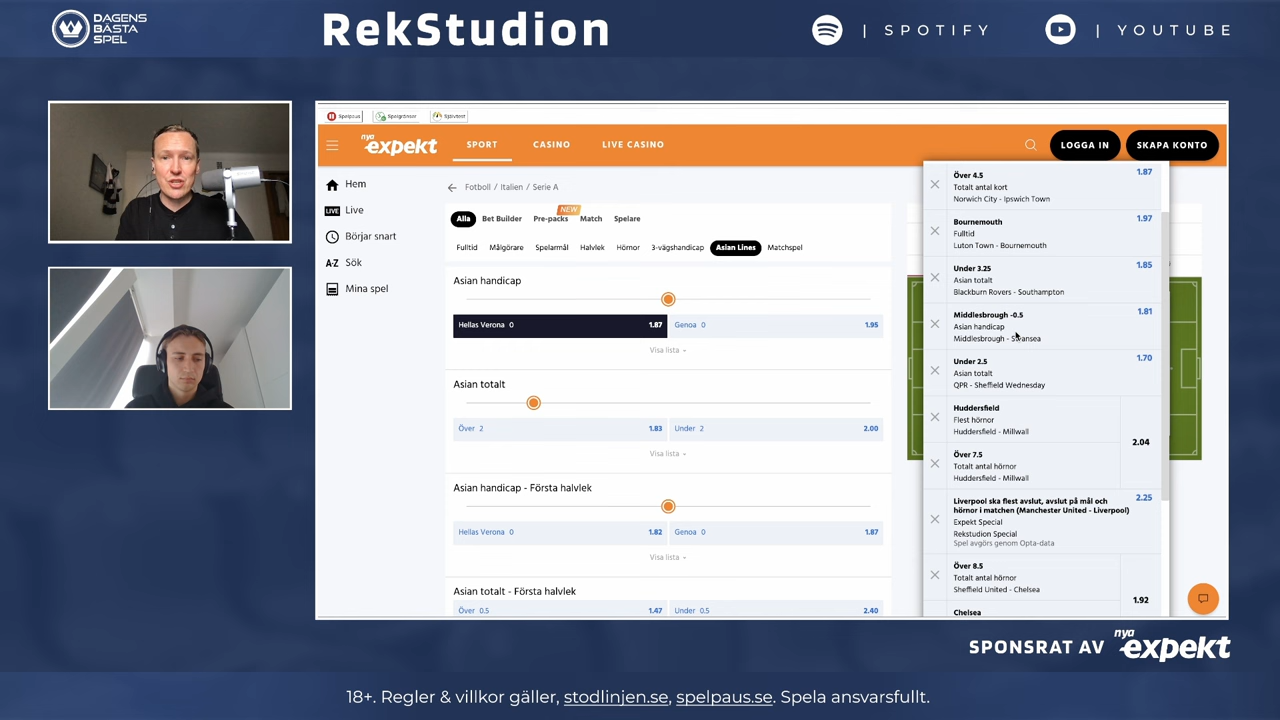 DAGENS
BÄSTA
SPEL
RekStudion
| SPOTIFY
| YOUTUBE
Spelpaus
Spelgränser
Självtest
nya
expekt
SPORT
CASINO
LIVE CASINO
LOGGA IN
SKAPA KONTO
Hem
LIVE Live
Börjar snart
A-Z Sök
Mina spel
Fotboll / Italien / Serie A
NEW
Alla Bet Builder Pre-packs Match Spelare
Fulltid Målgörare Spelarmål Halvlek Hörnor 3-vägshandicap Asian Lines Matchspel
Asian handicap
Hellas Verona 0 1.87 Genoa 0 1.95
Visa lista
Asian totalt
Över 2 1.83 Under 2 2.00
Visa lista
Asian handicap - Första halvlek
Hellas Verona 0 1.82 Genoa 0 1.87
Visa lista
Asian totalt - Första halvlek
Över 0.5 1.47 Under 0.5 2.40
Över 4.5 1.87
Totalt antal kort
Norwich City - Ipswich Town
Bournemouth 1.97
Fulltid
Luton Town - Bournemouth
Under 3.25 1.85
Asian totalt
Blackburn Rovers - Southampton
Middlesbrough -0.5 1.81
Asian handicap
Middlesbrough - Swansea
Under 2.5 1.70
Asian totalt
QPR - Sheffield Wednesday
Huddersfield
Flest hörnor
Huddersfield - Millwall
2.04
Över 7.5
Totalt antal hörnor
Huddersfield - Millwall
Liverpool ska flest avslut, avslut på mål och 2.25
hörnor i matchen (Manchester United - Liverpool)
Expekt Special
Rekstudion Special
Spel avgörs genom Opta-data
Över 8.5
Totalt antal hörnor
Sheffield United - Chelsea
1.92
Chelsea
SPONSRAT AV nya expekt
18+. Regler & villkor gäller, stodlinjen.se, spelpaus.se. Spela ansvarsfullt.